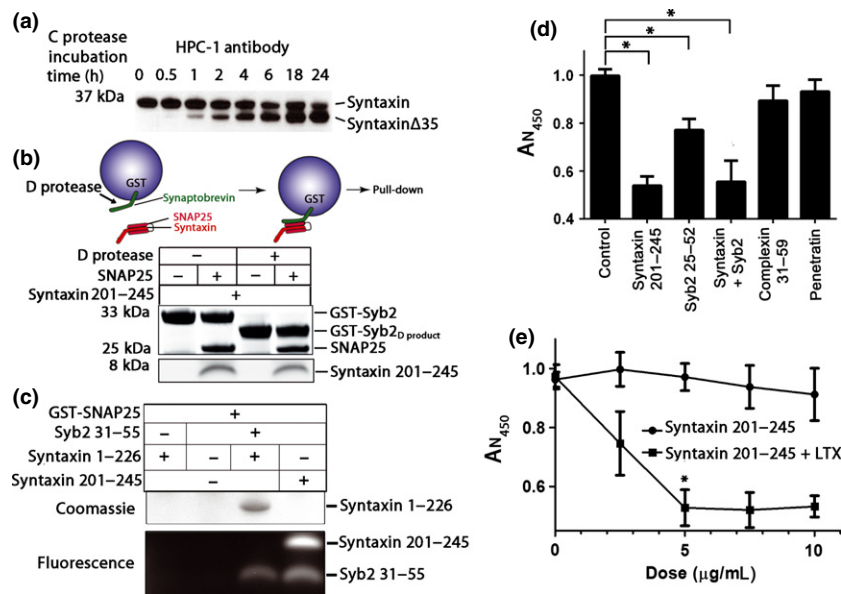 (a)
C protease
incubation
time (h)
HPC-1 antibody
0 0.5 1 2 4 6 18 24
37 kDa
Syntaxin
SyntaxinΔ35
(b)
D protease
GST
Synaptobrevin
SNAP25
Syntaxin
GST
Pull-down
D protease – +
SNAP25 – + – +
Syntaxin 201–245 +
33 kDa
GST-Syb2
GST-Syb2D product
25 kDa
SNAP25
8 kDa
Syntaxin 201–245
(c)
GST-SNAP25 +
Syb2 31–55 – +
Syntaxin 1–226 + – + –
Syntaxin 201–245 – +
Coomassie
Syntaxin 1–226
Fluorescence
Syntaxin 201–245
Syb2 31–55
(d)
*
*
*
AN450
1.0
0.8
0.6
0.4
Control
Syntaxin
201–245
Syb2 25–52
Syntaxin
+ Syb2
Complexin
31–59
Penetratin
(e)
AN450
1.0
0.8
0.6
Syntaxin 201–245
Syntaxin 201–245 + LTX
*
0 5 10
Dose (μg/mL)